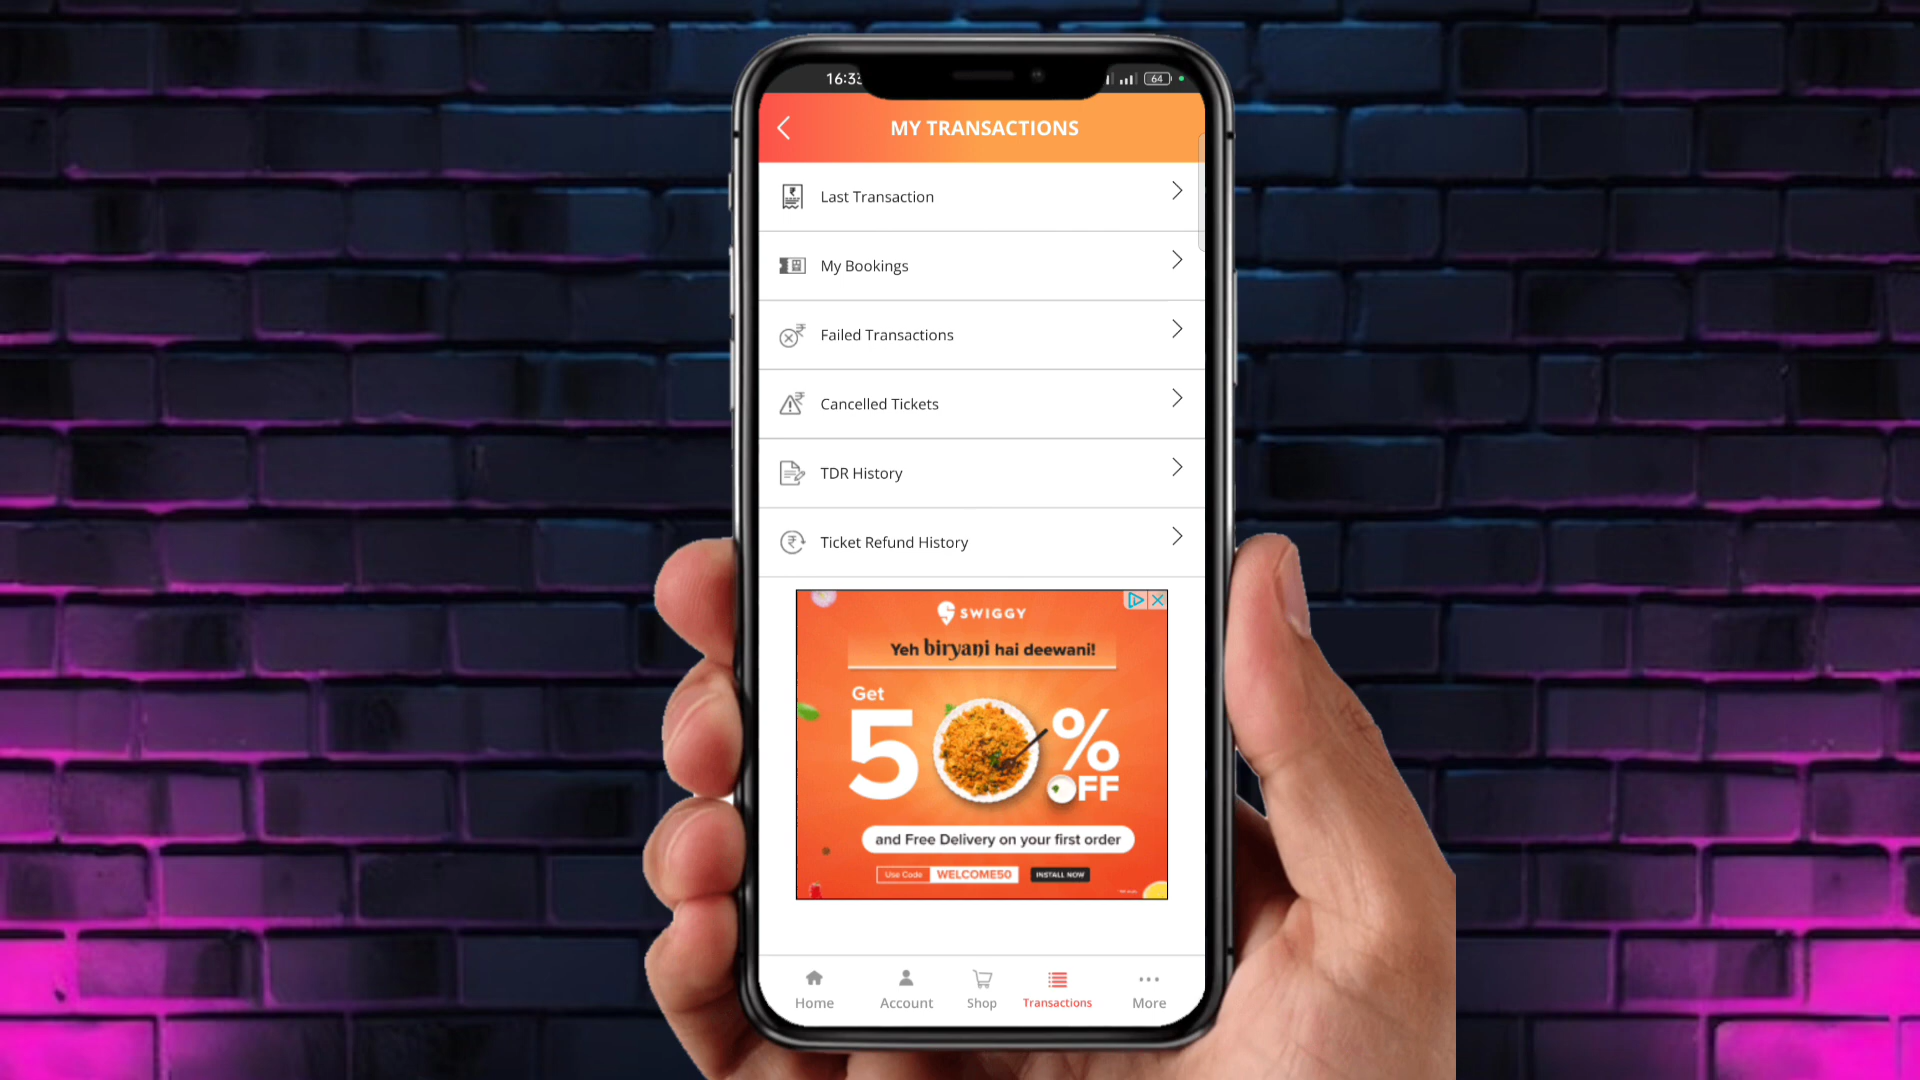 16:33
64
MY TRANSACTIONS
Last Transaction
My Bookings
Failed Transactions
Cancelled Tickets
TDR History
Ticket Refund History
SWIGGY
Yeh biryani hai deewani!
Get
5 %
OFF
and Free Delivery on your first order
Use Code WELCOME50 INSTALL NOW
Home Account Shop Transactions More